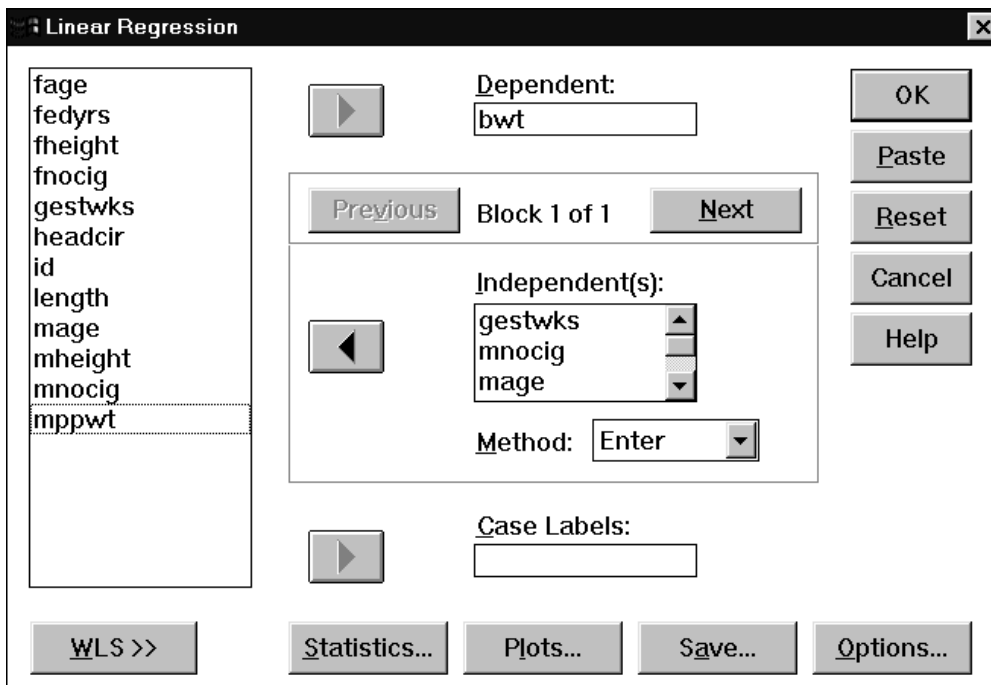 Linear Regression
fage
fedyrs
fheight
fnocig
gestwks
headcir
id
length
mage
mheight
mnocig
mppwt
Dependent:
bwt
Previous
Block 1 of 1
Next
Independent(s):
gestwks
mnocig
mage
Method:
Enter
Case Labels:
OK
Paste
Reset
Cancel
Help
WLS >>
Statistics...
Plots...
Save...
Options...